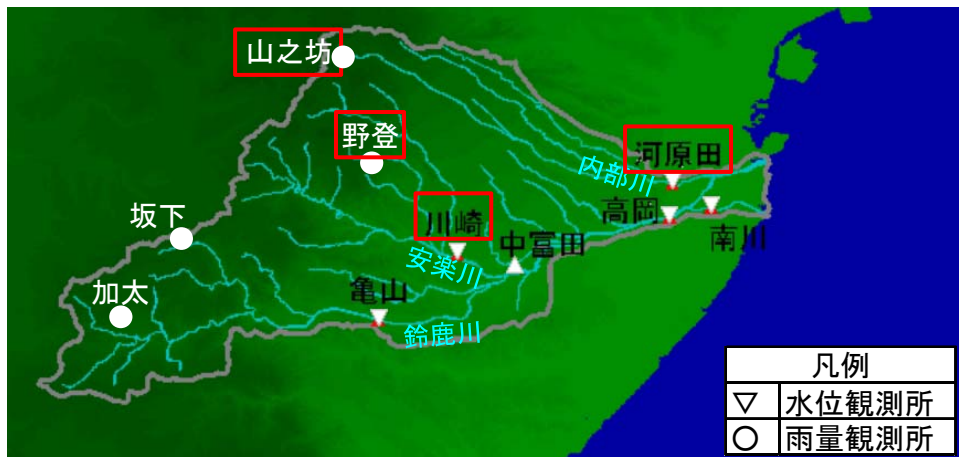 山之坊
野登
河原田
内部川
坂下
川崎
高岡
中冨田
南川
安楽川
加太
亀山
鈴鹿川
凡例
▽ 水位観測所
○ 雨量観測所